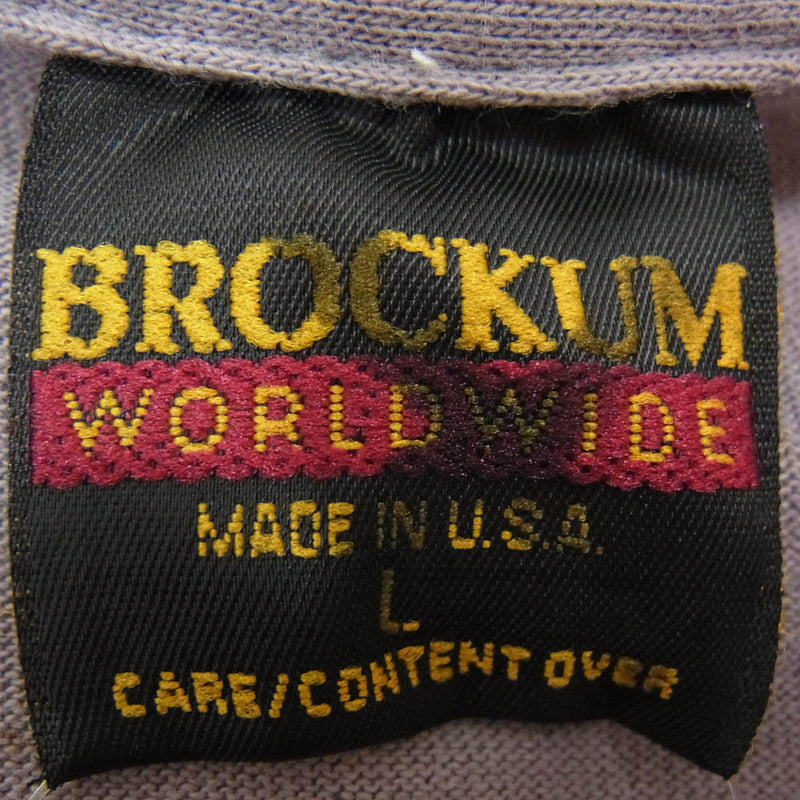 BROCKUM
WORLDWIDE
MADE IN U.S.A.
L
CARE/CONTENT OVER